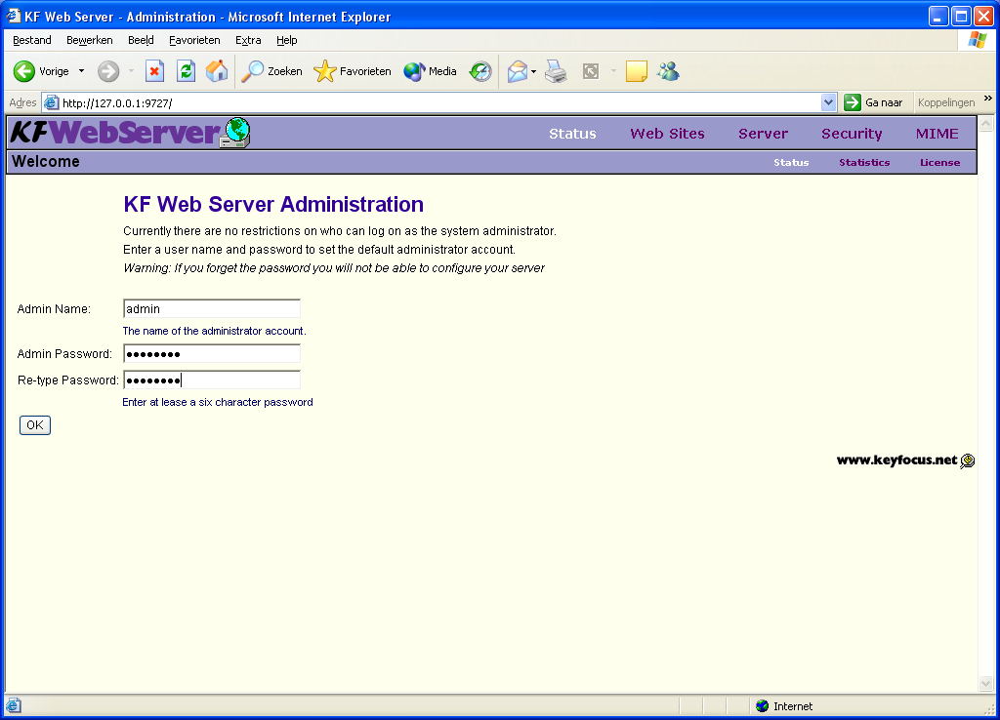 KF Web Server - Administration - Microsoft Internet Explorer
Bestand Bewerken Beeld Favorieten Extra Help
Vorige Zoeken Favorieten Media
Adres http://127.0.0.1:9727/ Ga naar Koppelingen »
KFWebServer Status Web Sites Server Security MIME
Welcome Status Statistics License
KF Web Server Administration
Currently there are no restrictions on who can log on as the system administrator.
Enter a user name and password to set the default administrator account.
Warning: If you forget the password you will not be able to configure your server
Admin Name: admin
The name of the administrator account.
Admin Password: ●●●●●●●●
Re-type Password: ●●●●●●●●
Enter at lease a six character password
OK
www.keyfocus.net
Internet